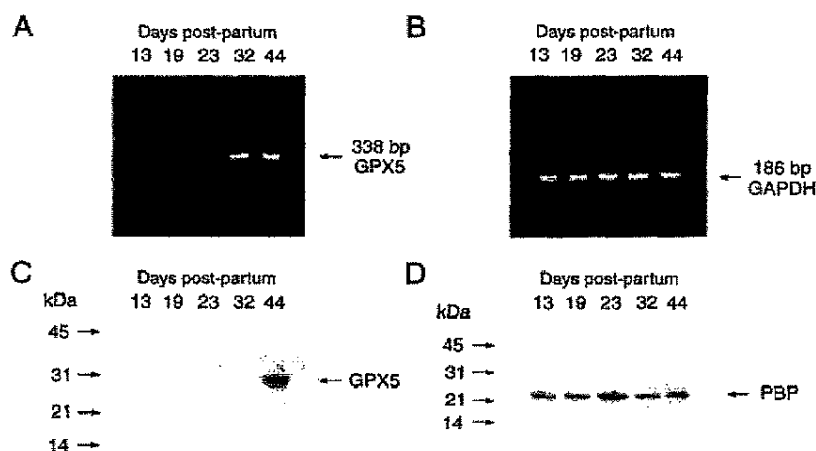 A
Days post-partum
13 19 23 32 44
← 338 bp
GPX5
B
Days post-partum
13 19 23 32 44
← 186 bp
GAPDH
C
Days post-partum
kDa 13 19 23 32 44
45 →
31 →
21 →
14 →
← GPX5
D
Days post-partum
kDa 13 19 23 32 44
45 →
31 →
21 →
14 →
← PBP